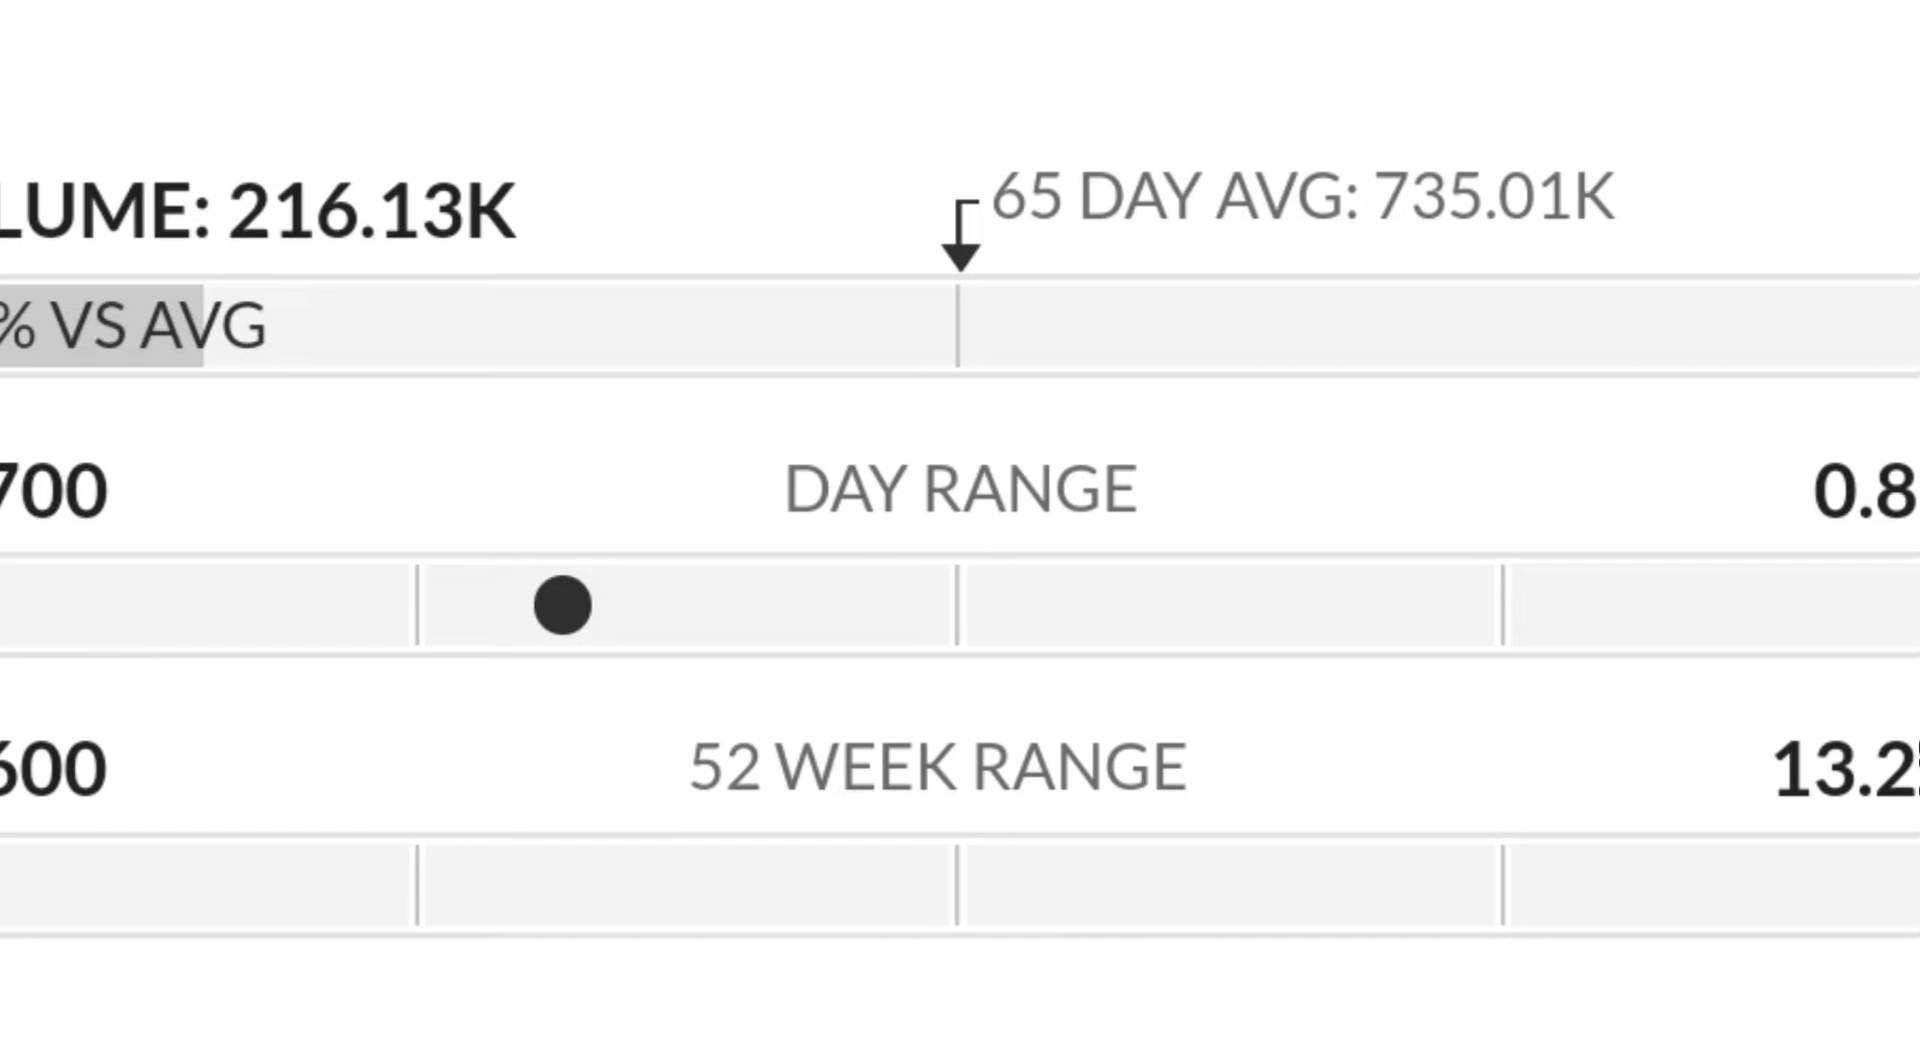 LUME: 216.13K
65 DAY AVG: 735.01K
% VS AVG
700 DAY RANGE 0.8
600 52 WEEK RANGE 13.2